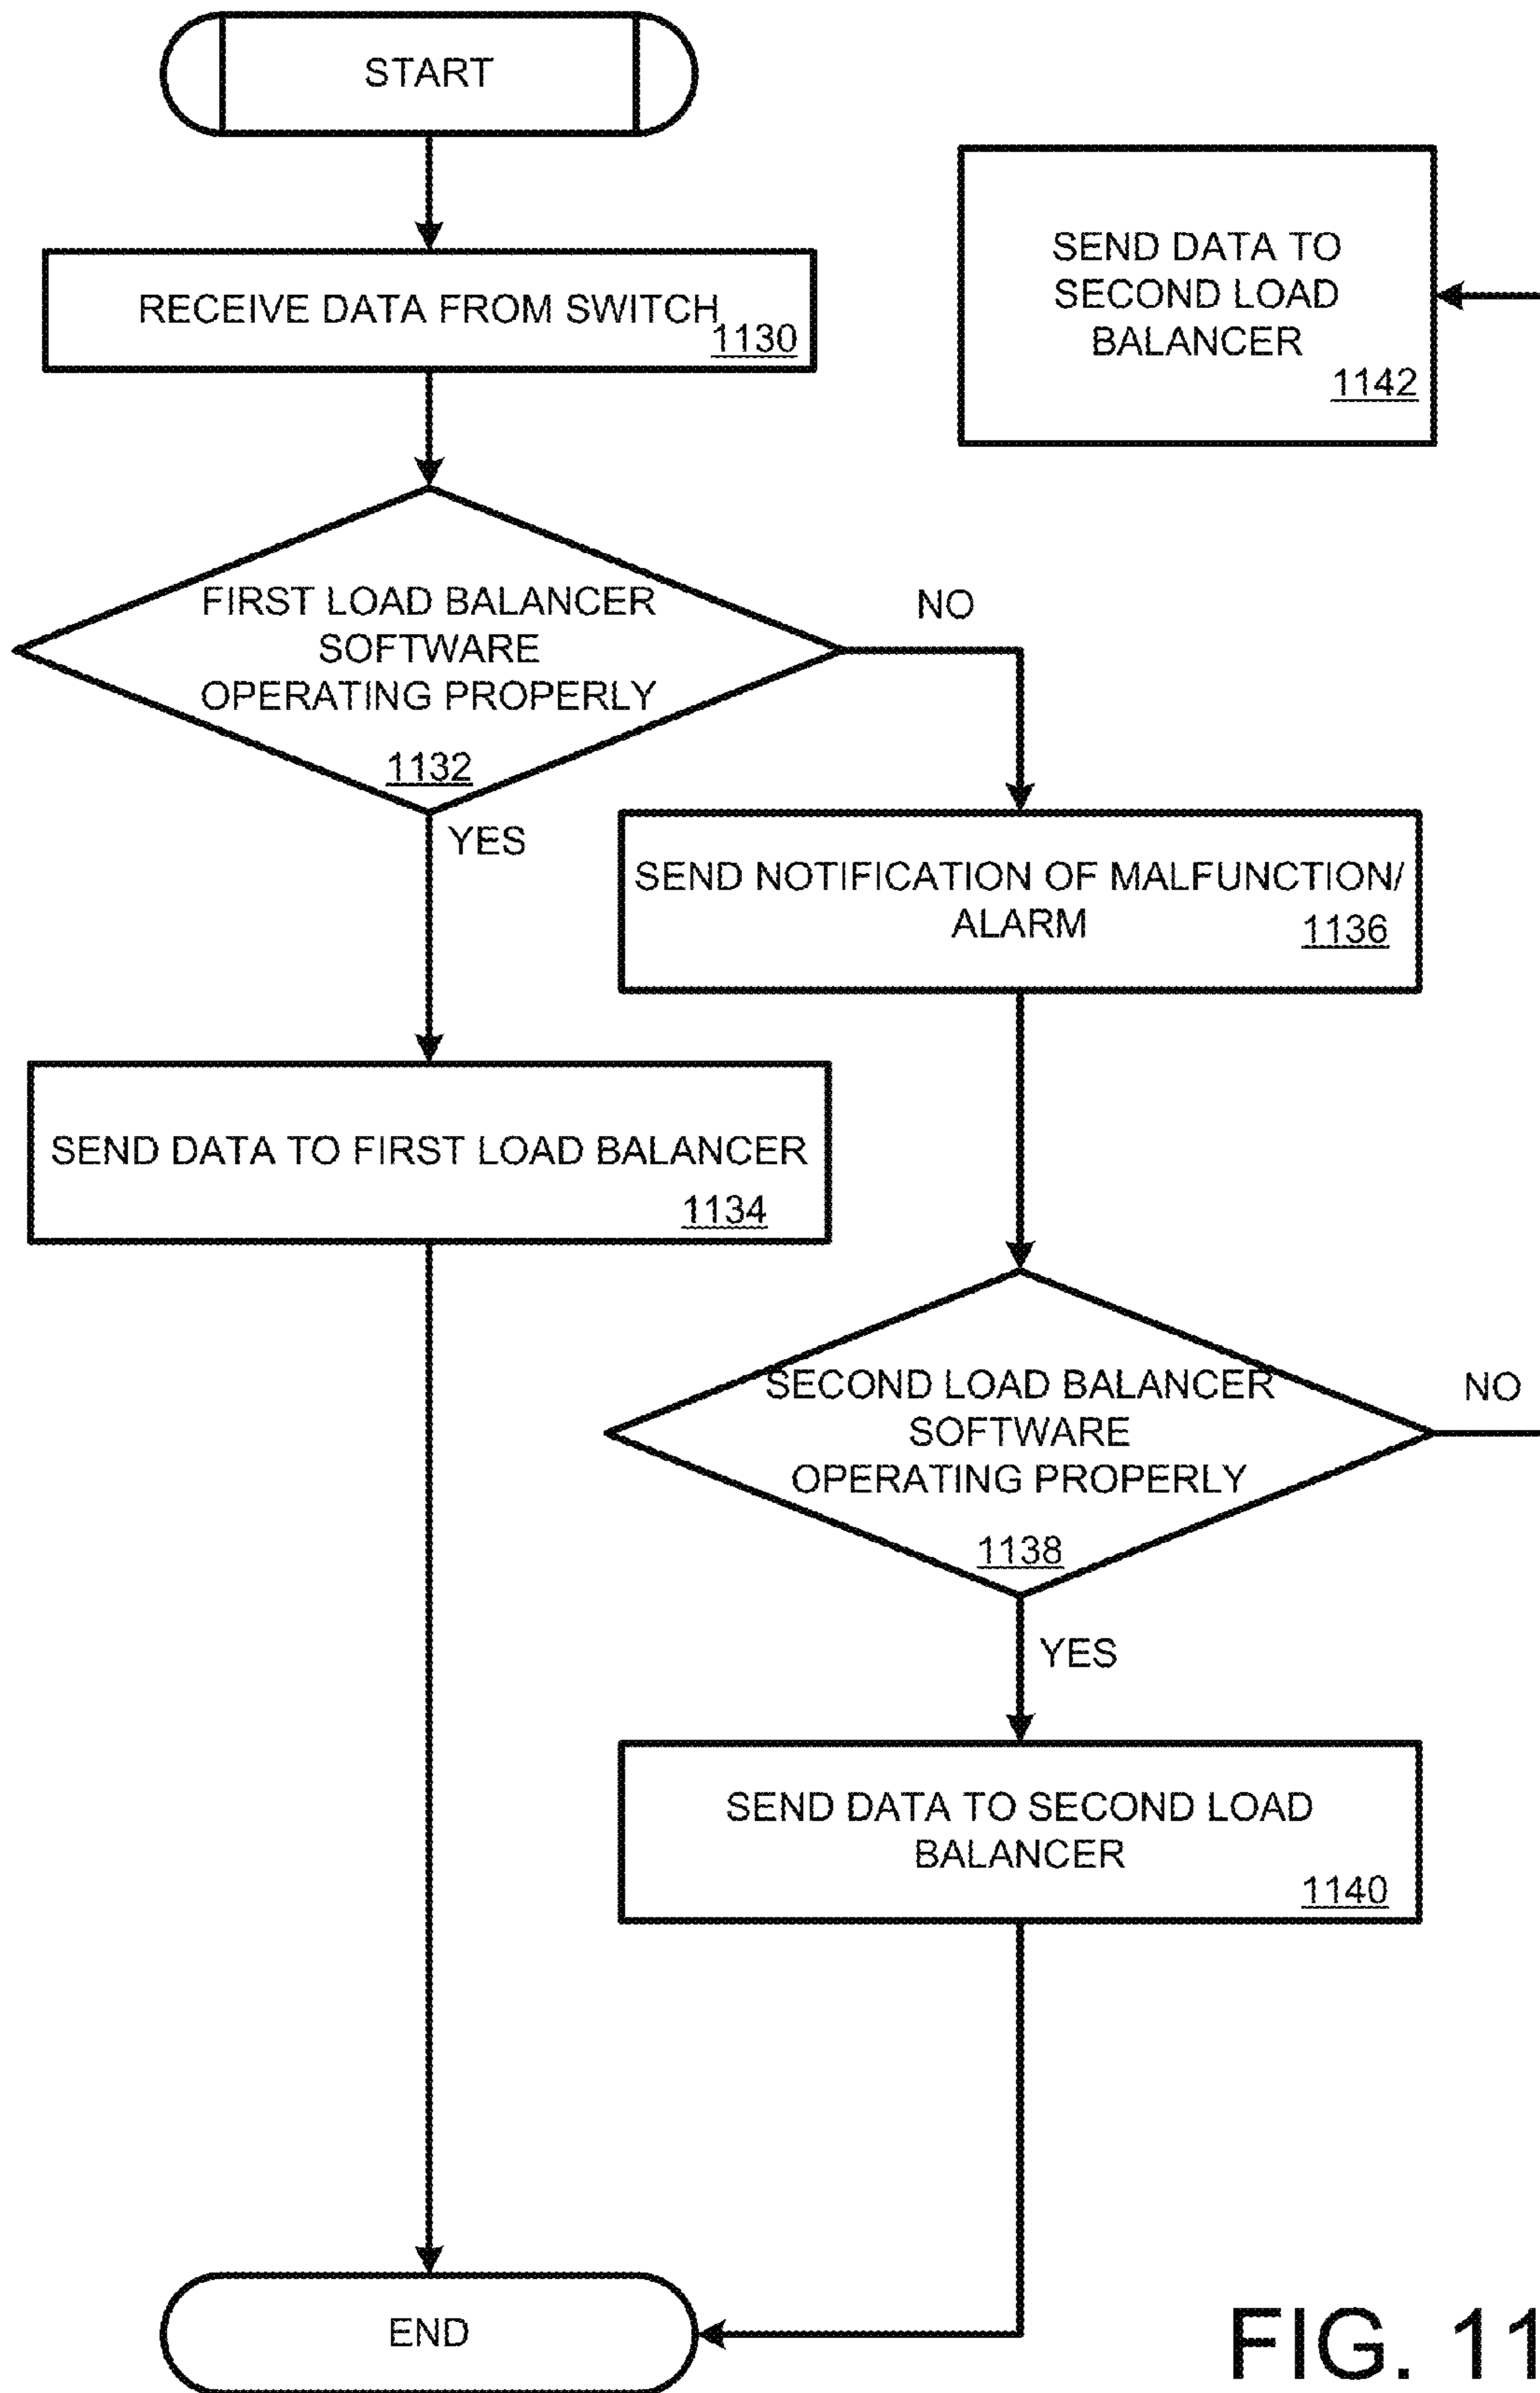 START
RECEIVE DATA FROM SWITCH
1130
SEND DATA TO
SECOND LOAD
BALANCER
1142
FIRST LOAD BALANCER
SOFTWARE
OPERATING PROPERLY
1132
NO
YES
SEND NOTIFICATION OF MALFUNCTION/
ALARM
1136
SEND DATA TO FIRST LOAD BALANCER
1134
SECOND LOAD BALANCER
SOFTWARE
OPERATING PROPERLY
1138
NO
YES
SEND DATA TO SECOND LOAD
BALANCER
1140
END
FIG. 11